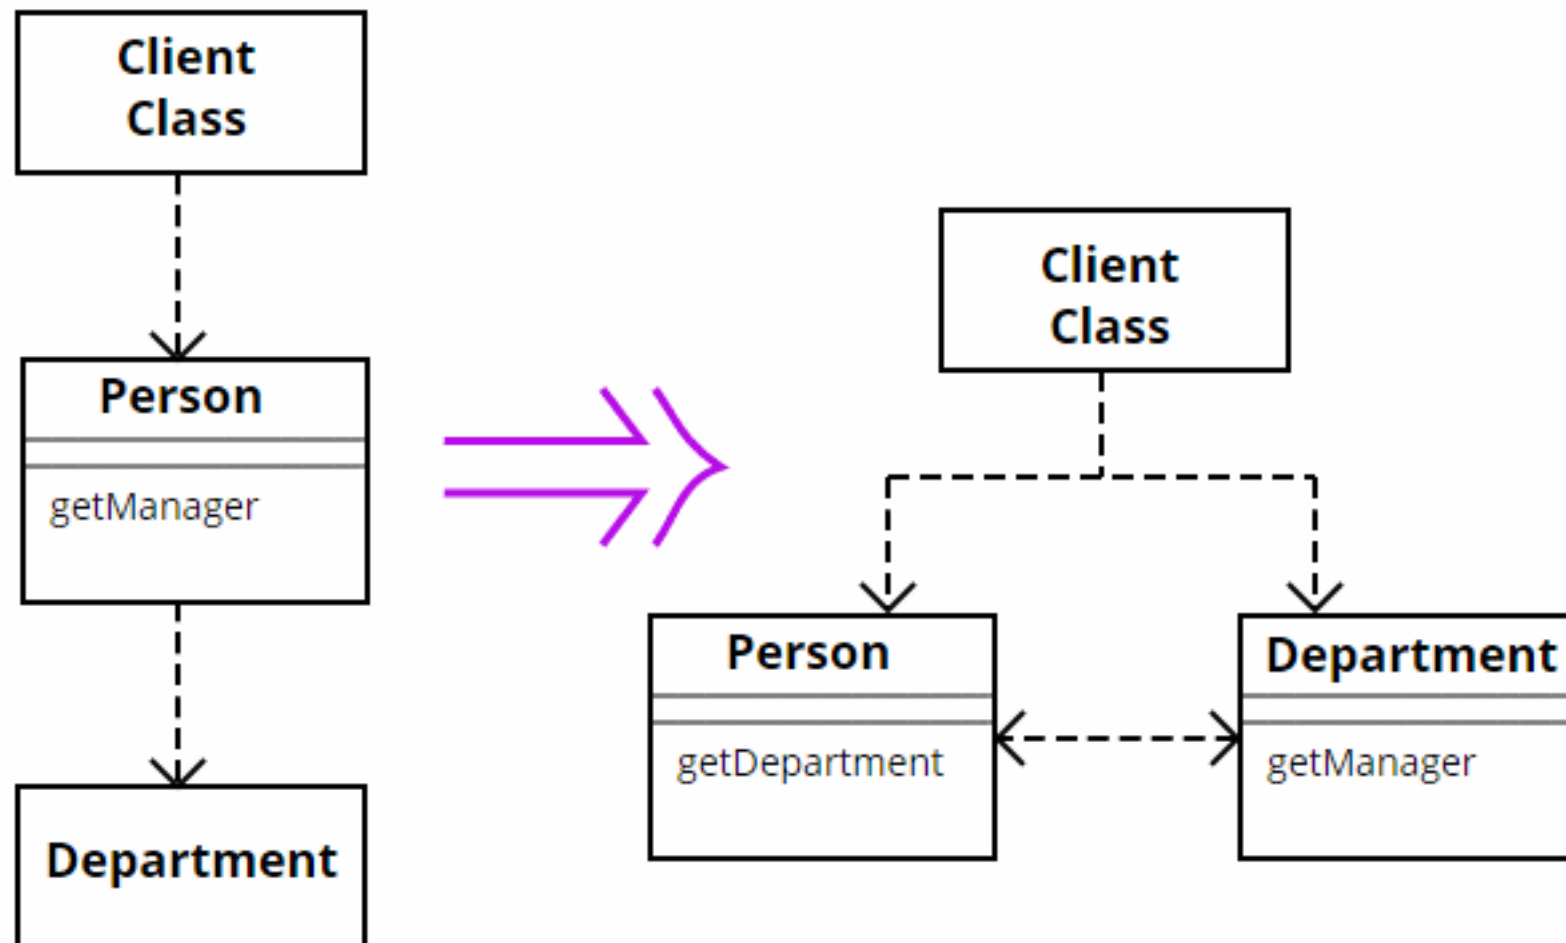 Client
Class
Person
getManager
Department
Client
Class
Person
getDepartment
Department
getManager